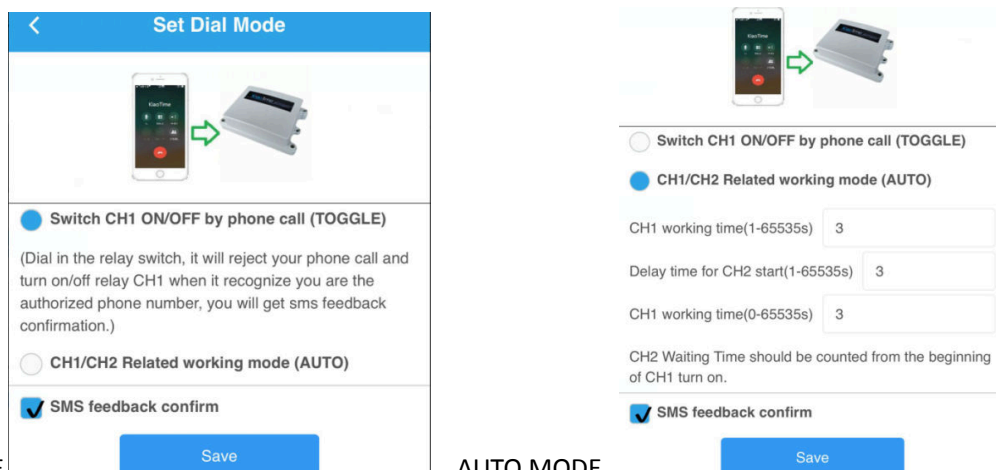 Set Dial Mode
Switch CH1 ON/OFF by phone call (TOGGLE)
(Dial in the relay switch, it will reject your phone call and
turn on/off relay CH1 when it recognize you are the
authorized phone number, you will get sms feedback
confirmation.)
CH1/CH2 Related working mode (AUTO)
SMS feedback confirm
Save
Switch CH1 ON/OFF by phone call (TOGGLE)
CH1/CH2 Related working mode (AUTO)
CH1 working time(1-65535s) 3
Delay time for CH2 start(1-65535s) 3
CH1 working time(0-65535s) 3
CH2 Waiting Time should be counted from the beginning
of CH1 turn on.
SMS feedback confirm
Save
AUTO MODE